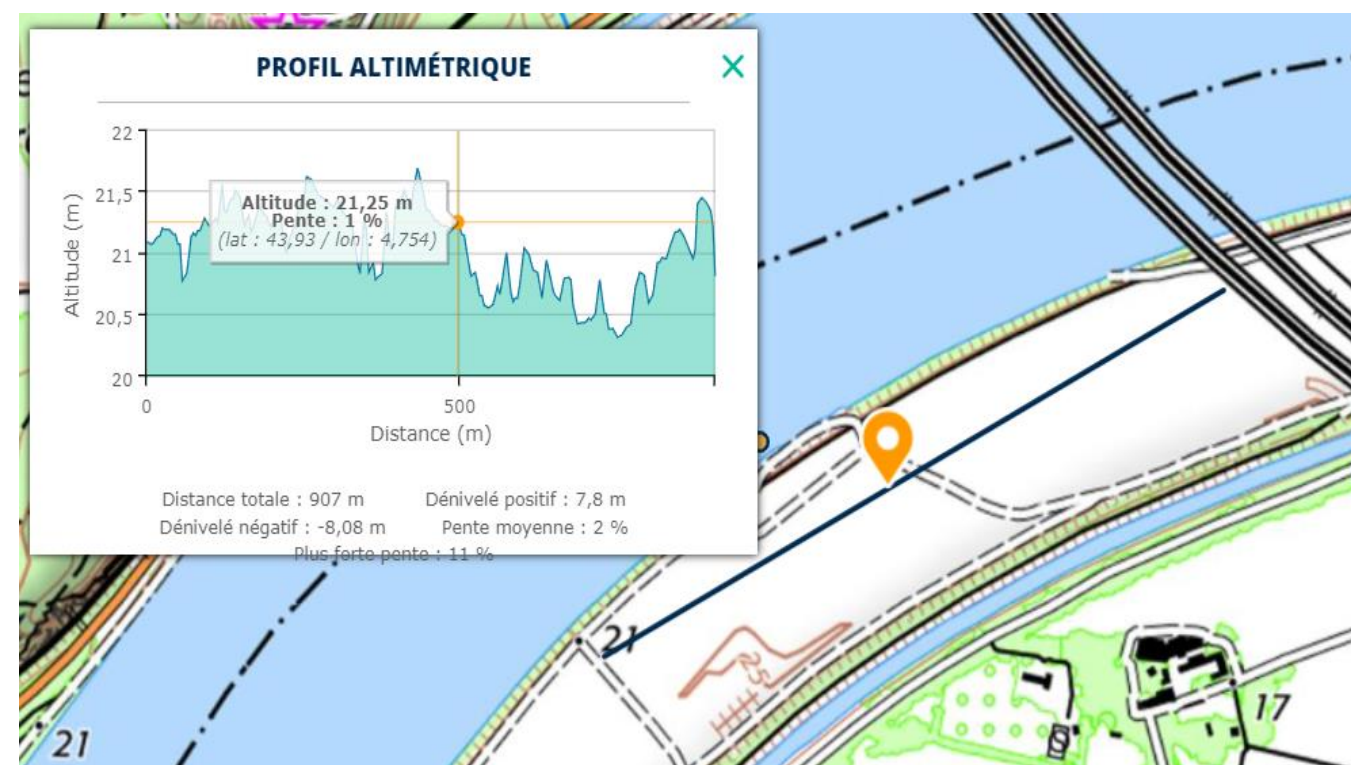 PROFIL ALTIMÉTRIQUE
22
21,5
21
20,5
20
Altitude (m)
Altitude : 21,25 m
Pente : 1 %
(lat : 43,93 / lon : 4,754)
0 500
Distance (m)
Distance totale : 907 m Dénivelé positif : 7,8 m
Dénivelé négatif : -8,08 m Pente moyenne : 2 %
Plus forte pente : 11 %
21
25
17
21